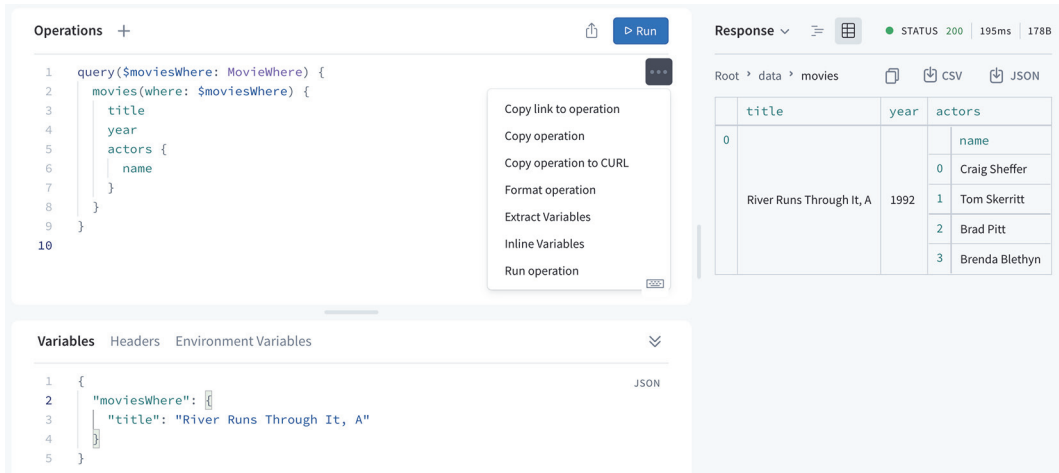 Operations +
Run
1 query($moviesWhere: MovieWhere) {
2 movies(where: $moviesWhere) {
3 title
4 year
5 actors {
6 name
7 }
8 }
9 }
10
Copy link to operation
Copy operation
Copy operation to CURL
Format operation
Extract Variables
Inline Variables
Run operation
Variables Headers Environment Variables
JSON
1 {
2 "moviesWhere": {
3 "title": "River Runs Through It, A"
4 }
5 }
Response STATUS 200 195ms 178B
Root > data > movies CSV JSON
title year actors
0 River Runs Through It, A 1992
name
0 Craig Sheffer
1 Tom Skerritt
2 Brad Pitt
3 Brenda Blethyn